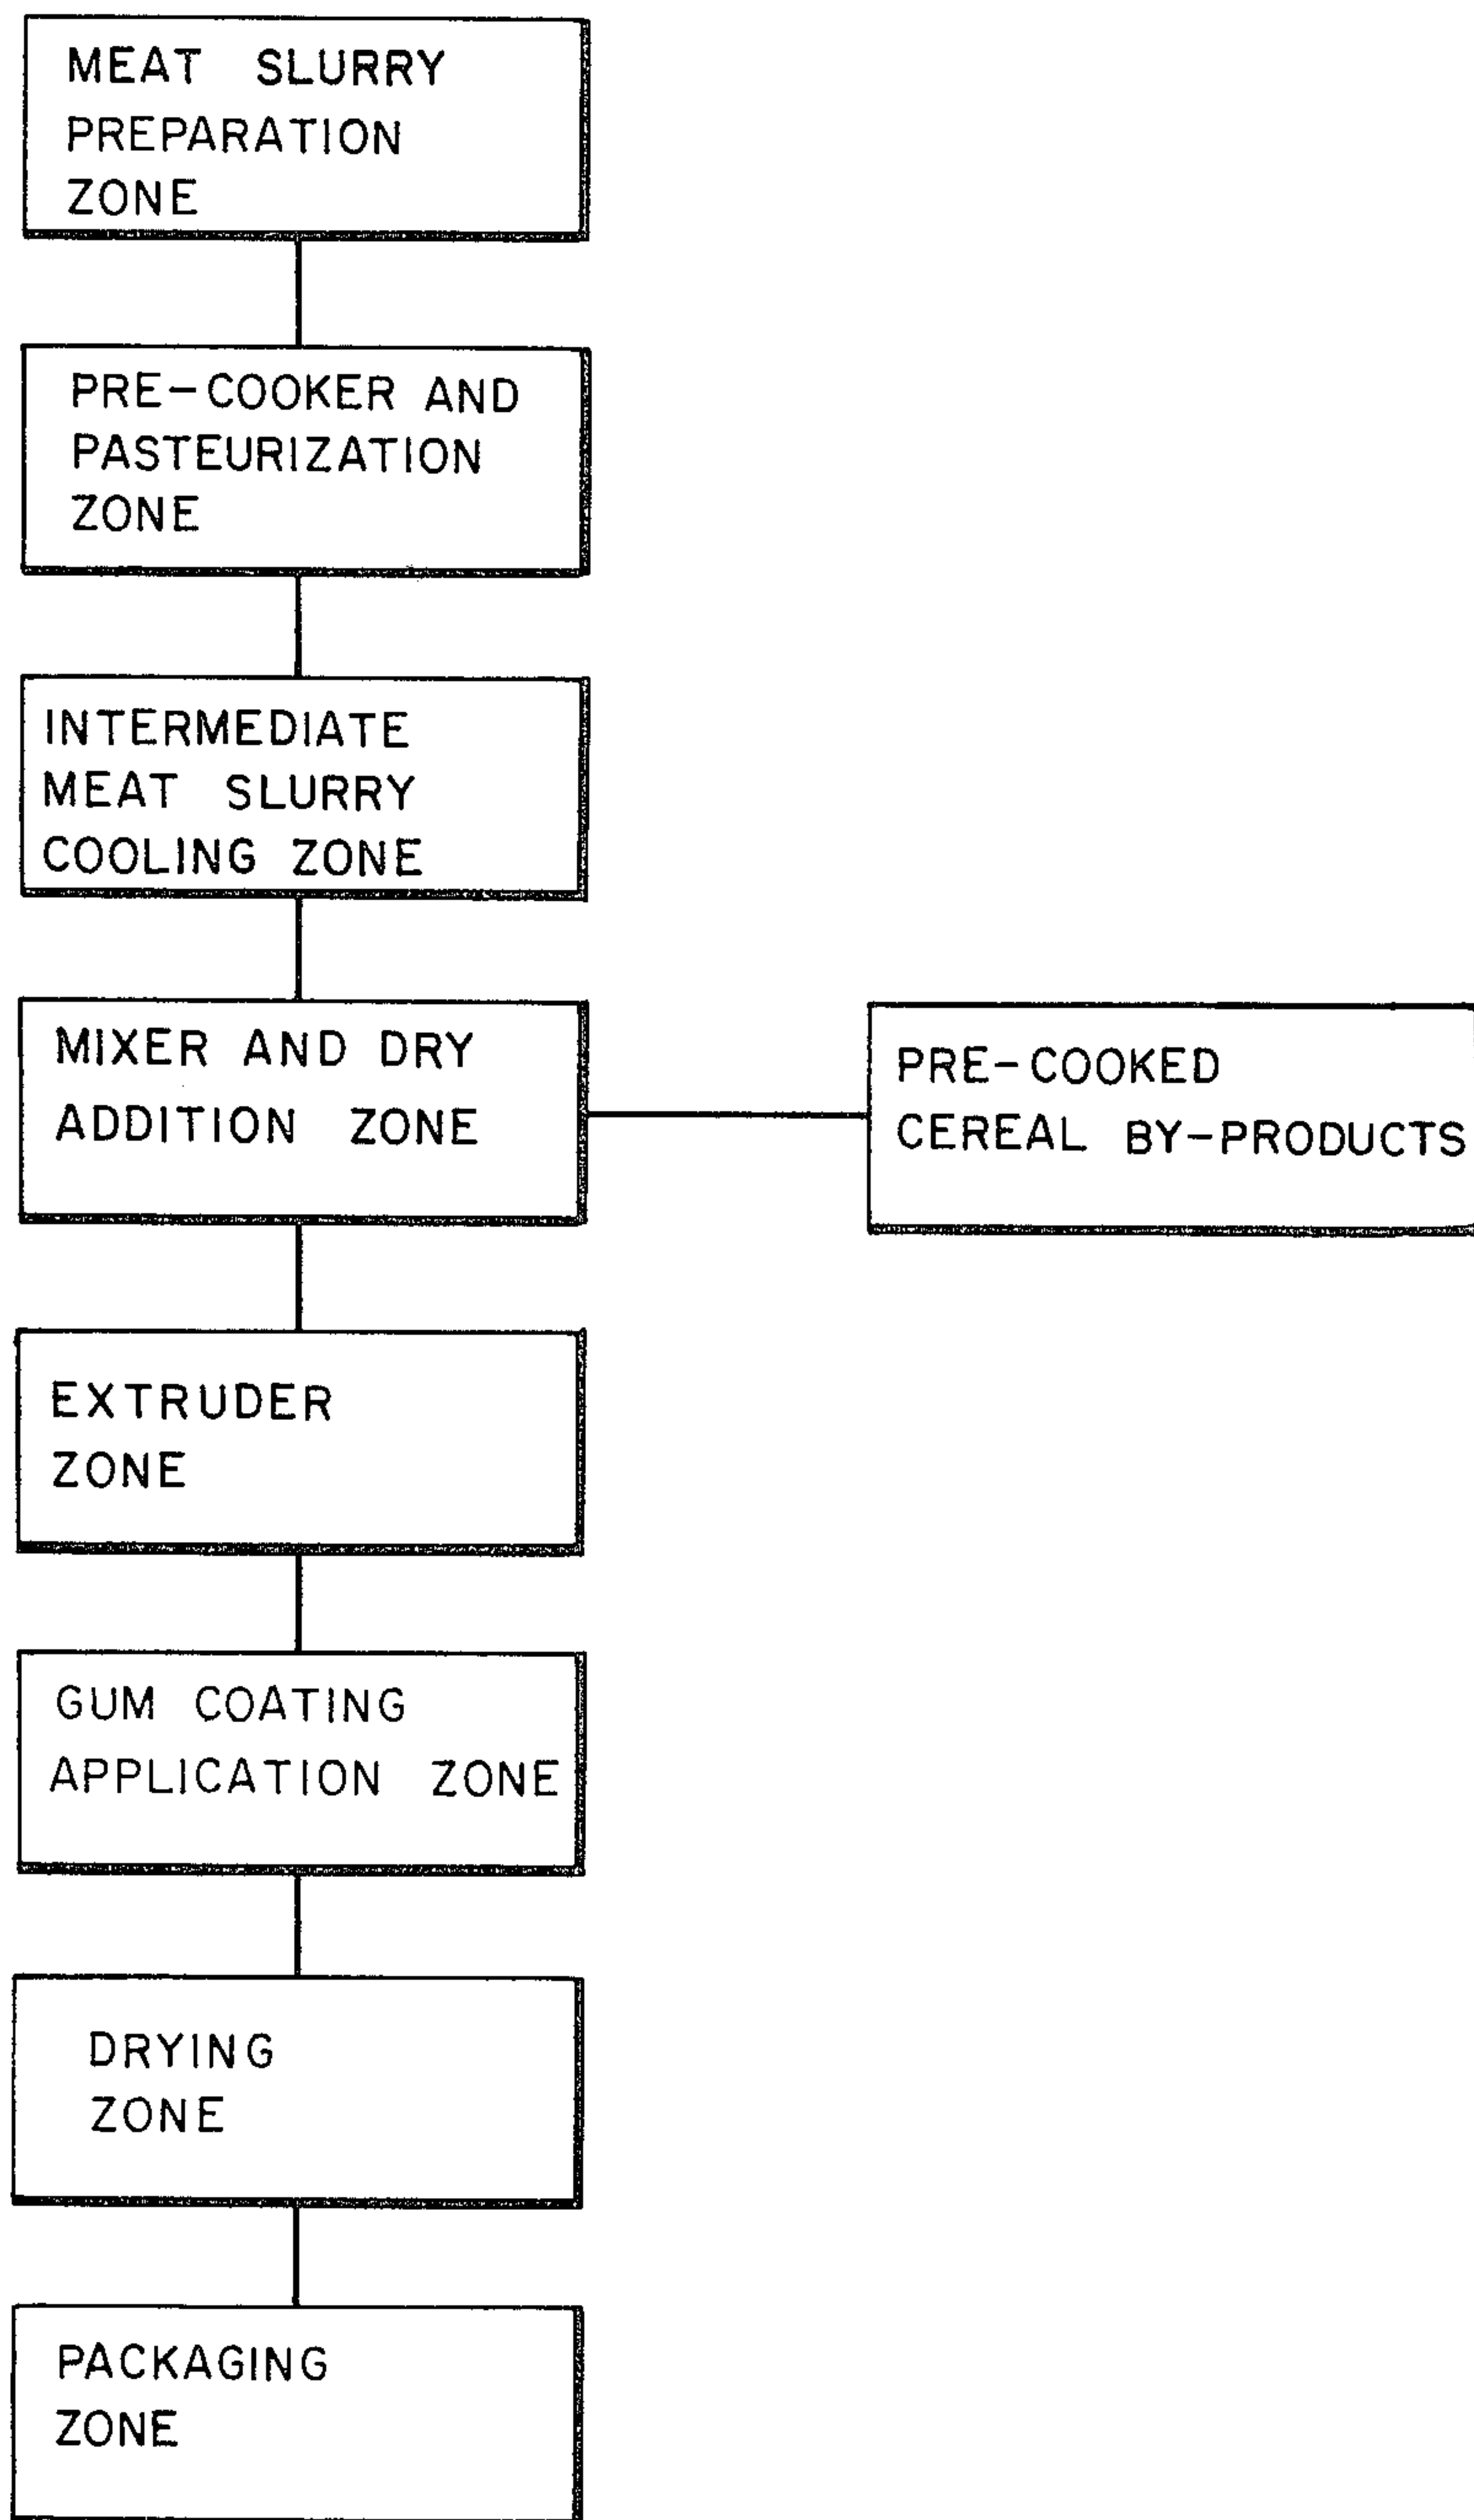 MEAT SLURRY
PREPARATION
ZONE
PRE-COOKER AND
PASTEURIZATION
ZONE
INTERMEDIATE
MEAT SLURRY
COOLING ZONE
MIXER AND DRY
ADDITION ZONE
PRE-COOKED
CEREAL BY-PRODUCTS
EXTRUDER
ZONE
GUM COATING
APPLICATION ZONE
DRYING
ZONE
PACKAGING
ZONE